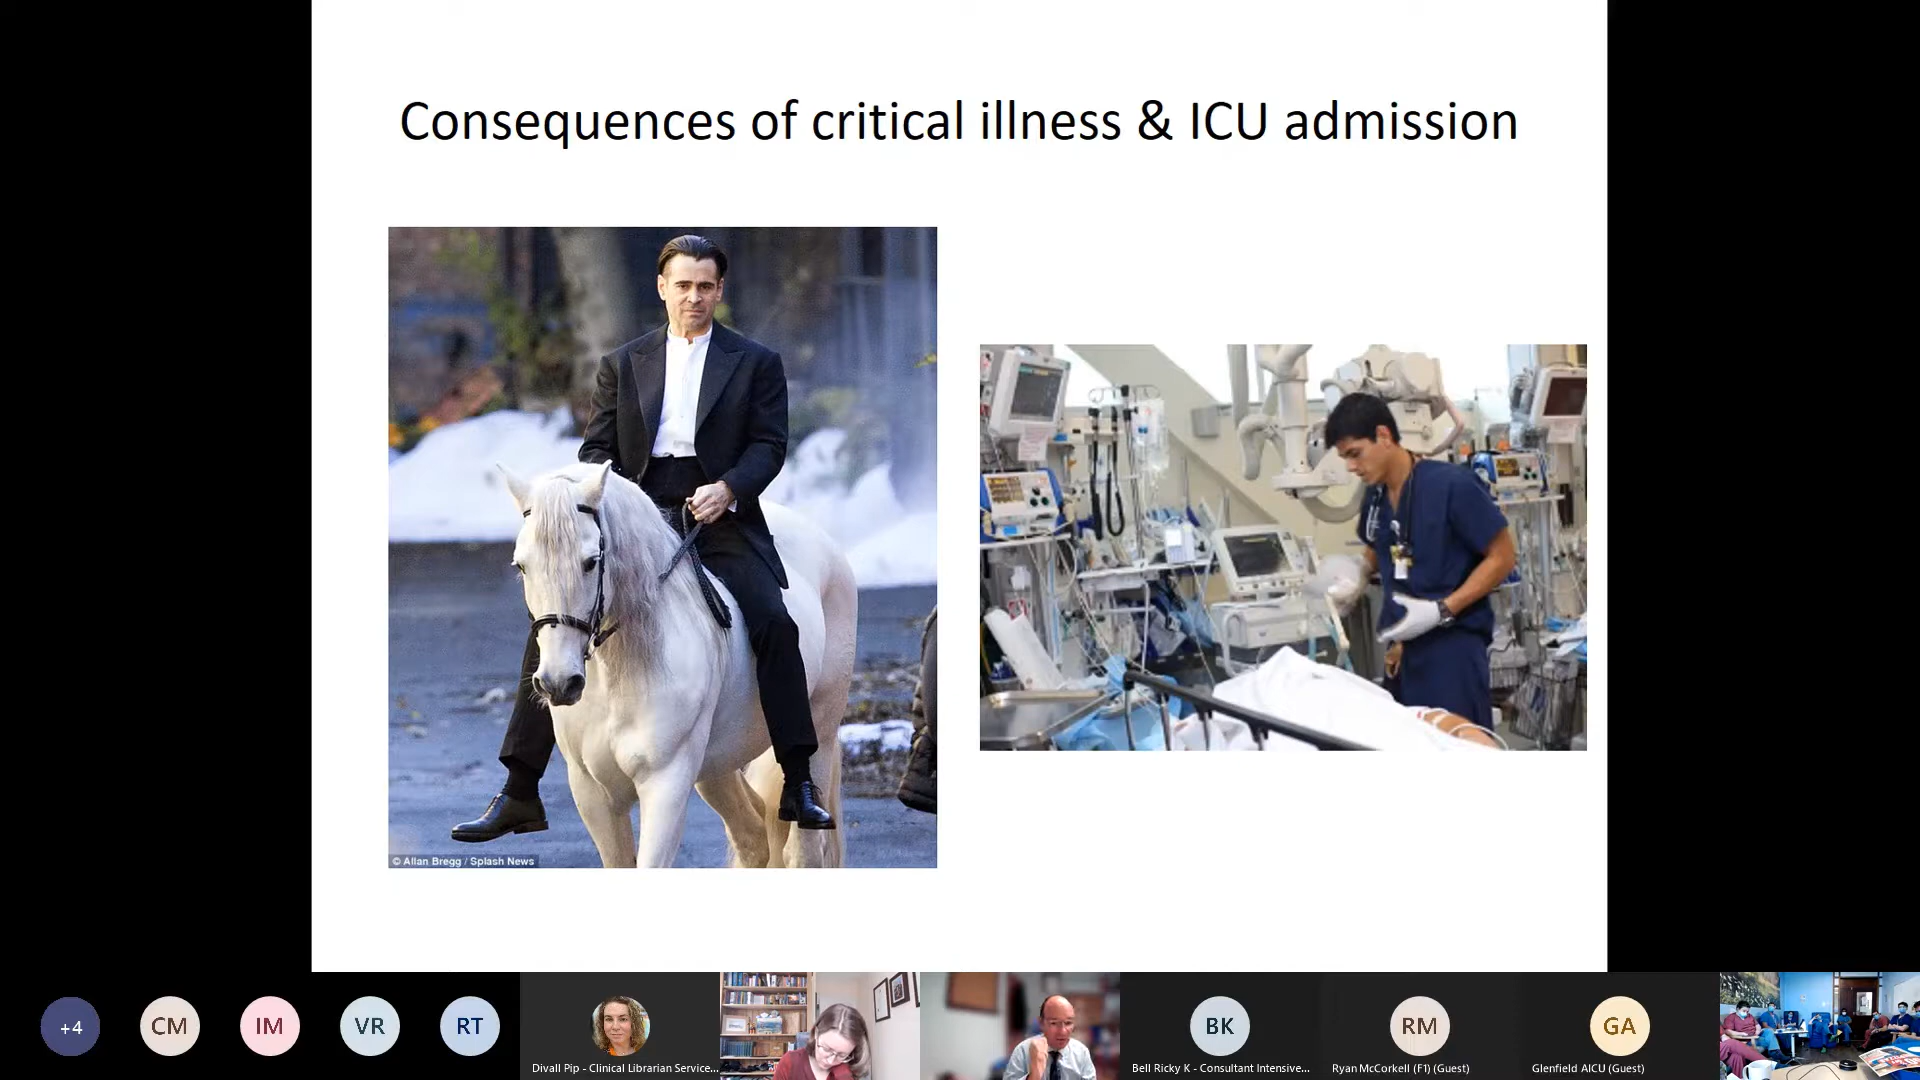 Consequences of critical illness & ICU admission
© Allan Bregg / Splash News
+4
CM
IM
VR
RT
Divall Pip - Clinical Librarian Service...
BK
Bell Ricky K - Consultant Intensive...
RM
Ryan McCorkell (F1) (Guest)
GA
Glenfield AICU (Guest)